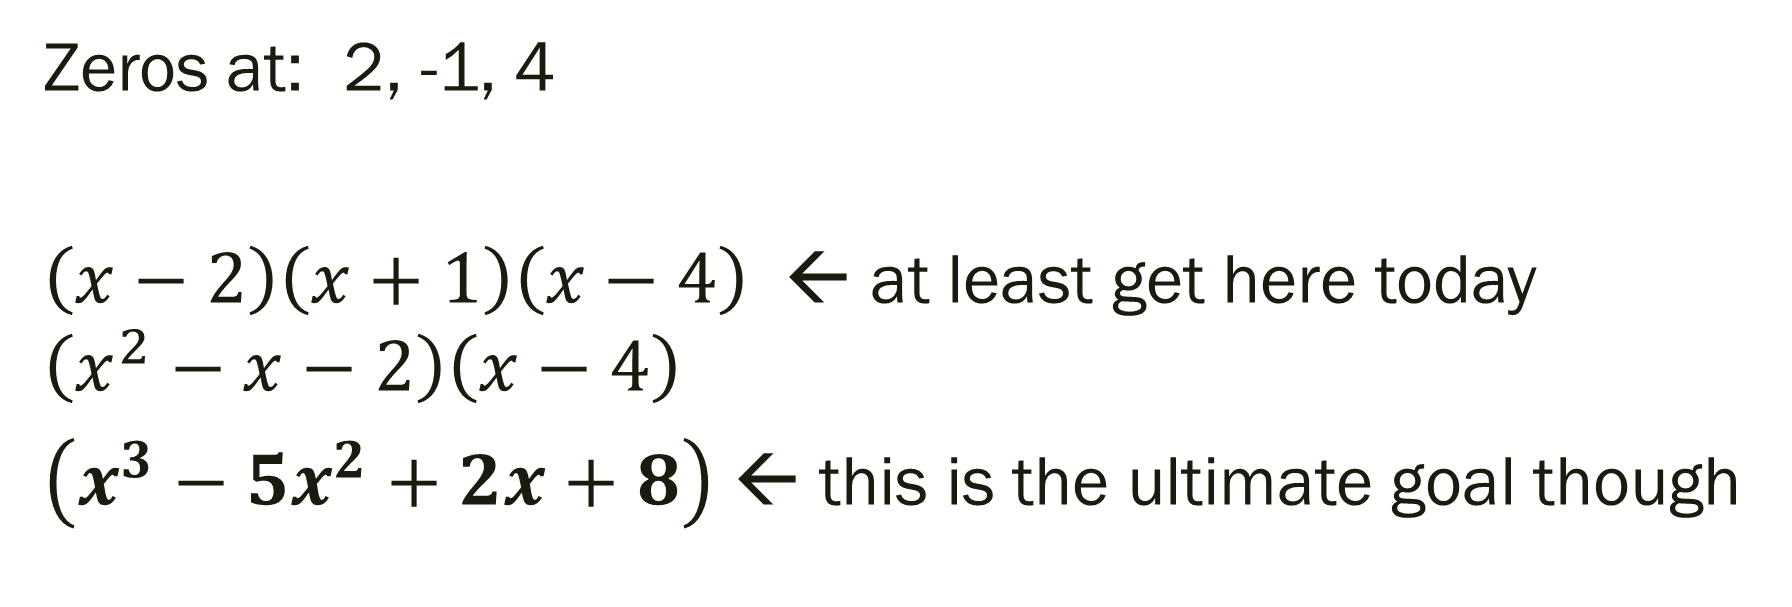 Zeros at:  2, -1, 4
(x − 2)(x + 1)(x − 4) ← at least get here today
(x² − x − 2)(x − 4)
(x³ − 5x² + 2x + 8) ← this is the ultimate goal though